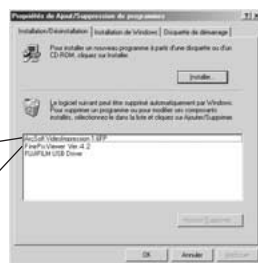 Propriétés de Ajout/Suppression de programmes
Installation/Désinstallation
Installation de Windows
Disquette de démarrage
Pour installer un nouveau programme à partir d'une disquette ou d'un
CD-ROM, cliquez sur Installer.
Installer...
Le logiciel suivant peut être supprimé automatiquement par Windows.
Pour supprimer un programme ou pour modifier ses composants
installés, sélectionnez-le dans la liste et cliquez sur Ajouter/Supprimer.
ArcSoft VideoImpression 1.6FP
FinePixViewer Ver.4.2
FUJIFILM USB Driver
OK
Annuler